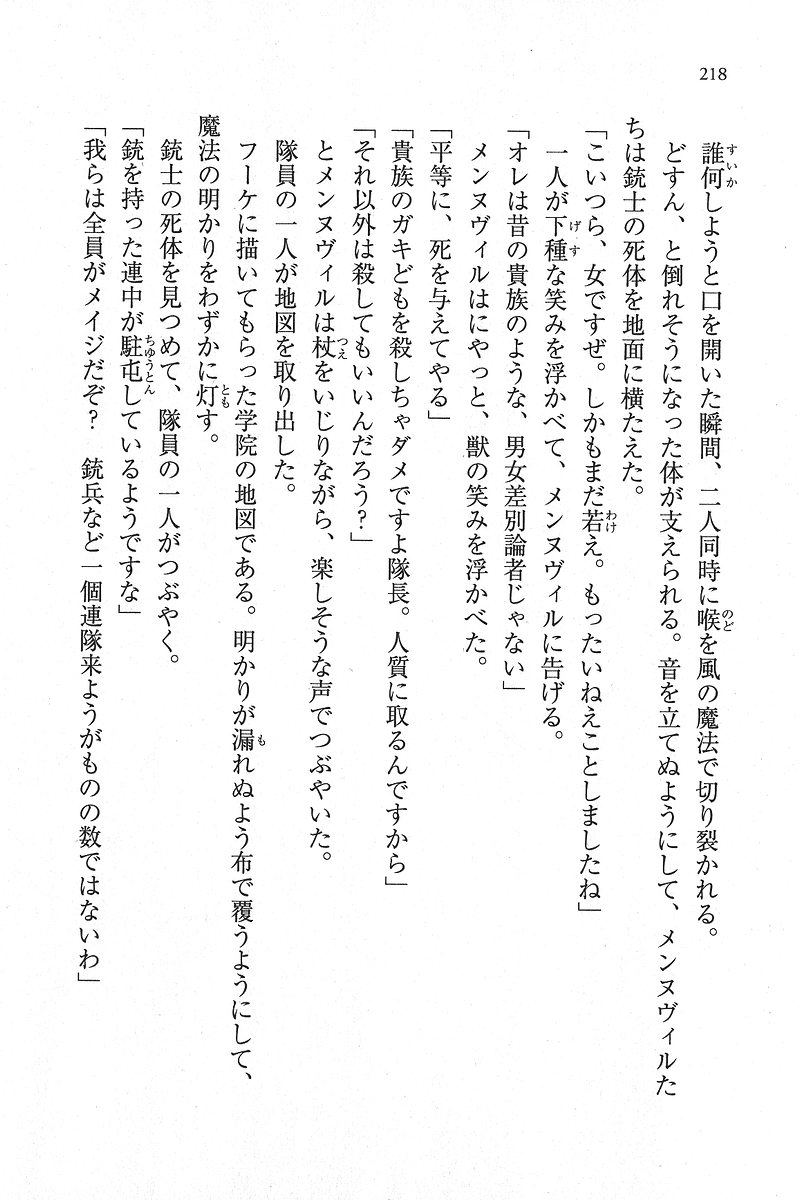 218
誰何しようと口を開いた瞬間、二人同時に喉を風の魔法で切り裂かれる。
どすん、と倒れそうになった体が支えられる。音を立てぬようにして、メンヌヴィルた
ちは銃士の死体を地面に横たえた。
「こいつら、女ですぜ。しかもまだ若え。もったいねえことしましたね」
一人が下種な笑みを浮かべて、メンヌヴィルに告げる。
「オレは昔の貴族のような、男女差別論者じゃない」
メンヌヴィルはにやっと、獣の笑みを浮かべた。
「平等に、死を与えてやる」
「貴族のガキどもを殺しちゃダメですよ隊長。人質に取るんですから」
「それ以外は殺してもいいんだろう?」
とメンヌヴィルは杖をいじりながら、楽しそうな声でつぶやいた。
隊員の一人が地図を取り出した。
フーケに描いてもらった学院の地図である。明かりが漏れぬよう布で覆うようにして、
魔法の明かりをわずかに灯す。
銃士の死体を見つめて、隊員の一人がつぶやく。
「銃を持った連中が駐屯しているようですな」
「我らは全員がメイジだぞ? 銃兵など一個連隊来ようがものの数ではないわ」